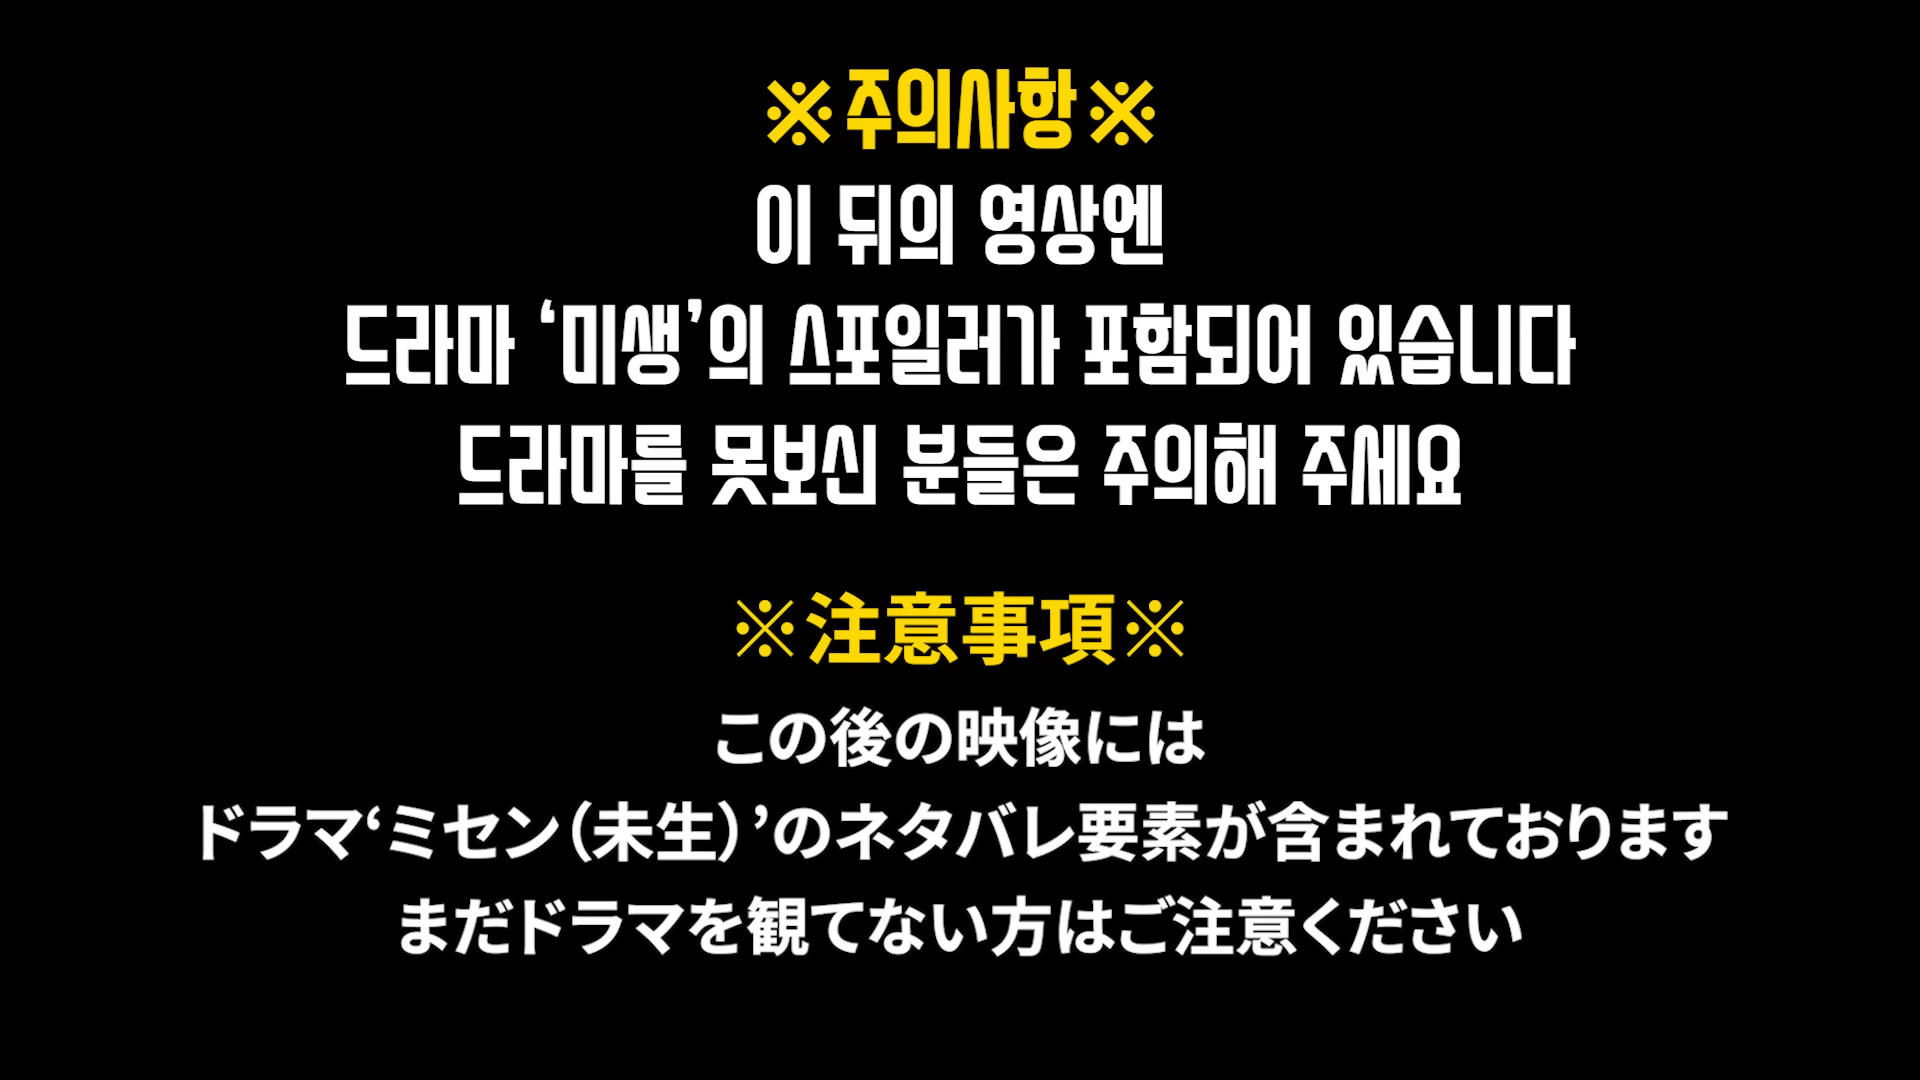 ※주의사항※
이 뒤의 영상엔
드라마 ‘미생’의 스포일러가 포함되어 있습니다
드라마를 못보신 분들은 주의해 주세요
※注意事項※
この後の映像には
ドラマ‘ミセン（未生）’のネタバレ要素が含まれております
まだドラマを観てない方はご注意ください